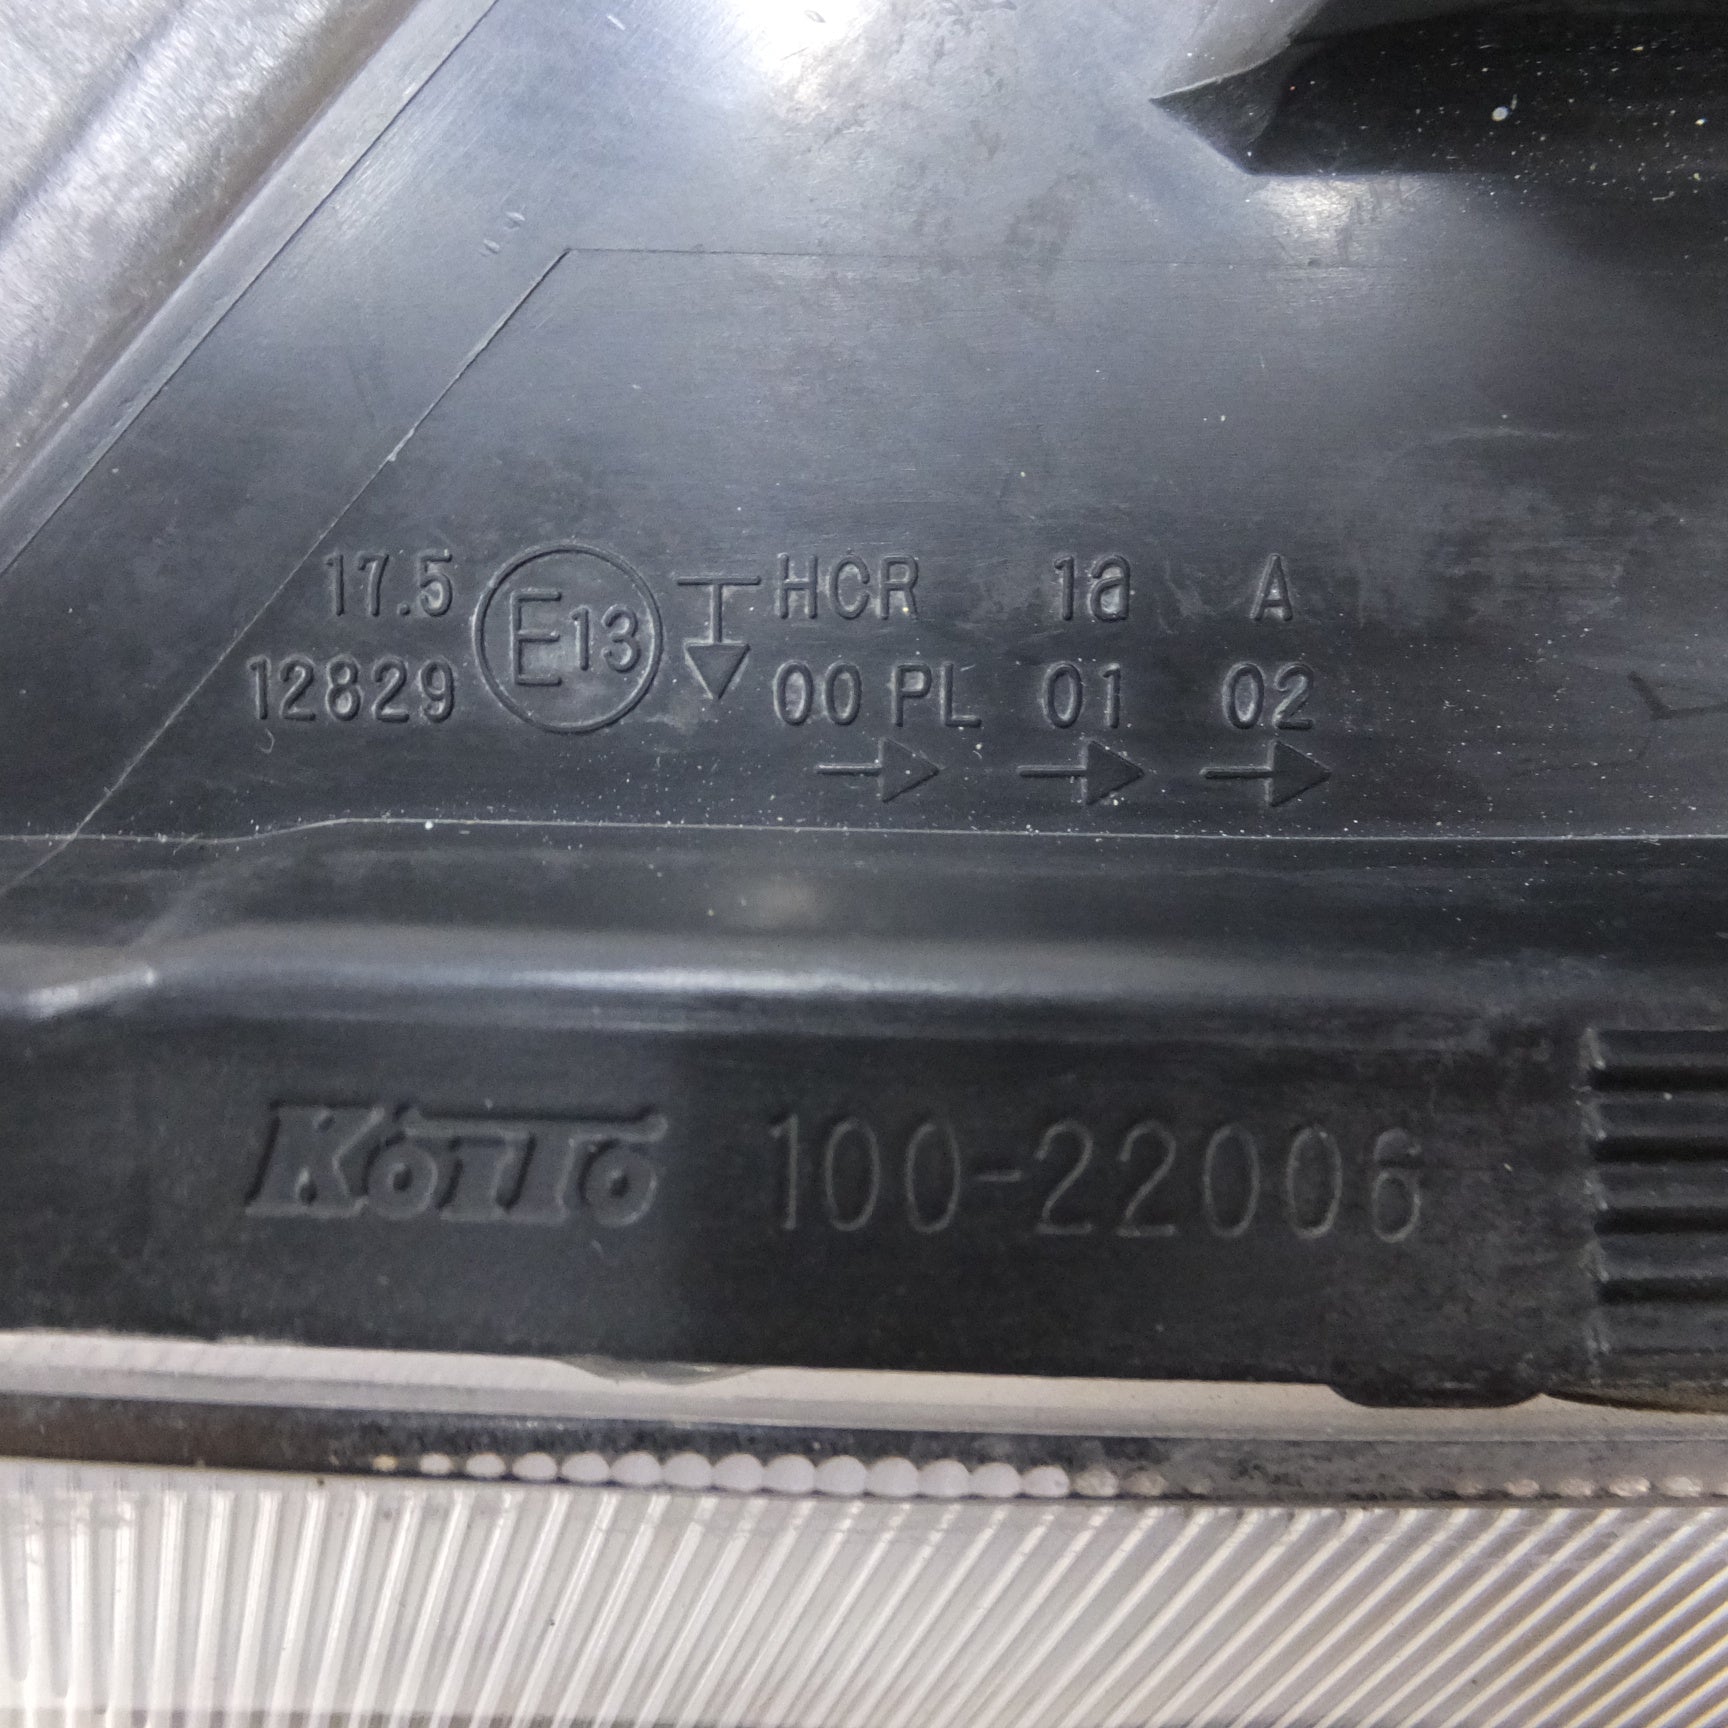 17.5 E13 HCR 1a A
12829 00 PL 01 02
→ → →
KOITO 100-22006